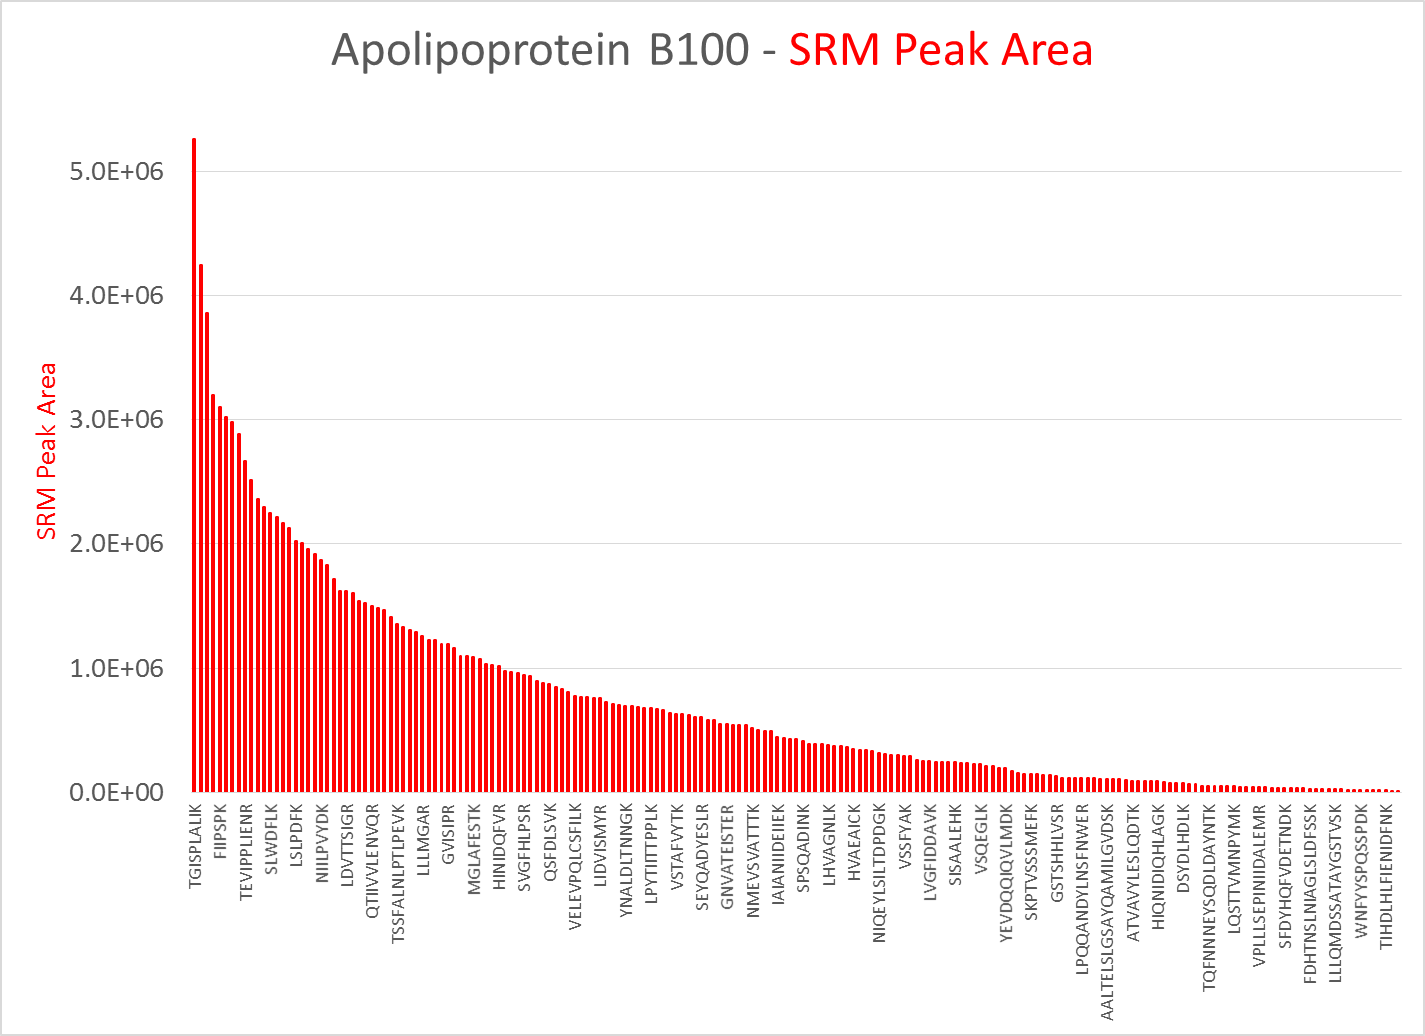 Apolipoprotein B100 - SRM Peak Area
SRM Peak Area
5.0E+06
4.0E+06
3.0E+06
2.0E+06
1.0E+06
0.0E+00
TGISPLALIK
FIIPSPK
TEVIPPLIENR
SLWDFLK
LSLPDFK
NIILPVYDK
LDVTTSIGR
QTIIVVLENVQR
TSSFALNLPTLPEVK
LLLMGAR
GVISIPR
MGLAFESTK
HINIDQFVR
SVGFHLPSR
QSFDLSVK
VELEVPQLCSFILK
LIDVISMYR
YNALDLTNNGK
LPYTIITTPPLK
VSTAFVYTK
SEYQADYESLR
GNVATEISTER
NMEVSVATTTK
IAIANIIDEIIEK
SPSQADINK
LHVAGNLK
HVAEAICK
NIQEYLSILTDPDGK
VSSFYAK
LVGFIDDAVK
SISAALEHK
VSQEGLK
YEVDQQIQVLMDK
SKPTVSSSMEFK
GSTSHHLVSR
LPQQANDYLNSFNWER
AALTELSLGSAYQAMILGVDSK
ATVAVYLESLQDTK
HIQNIDIQHLAGK
DSYDLHDLK
TQFNNNEYSQDLDAYNTK
LQSTTVMNPYMK
VPLLLSEPINIIDALEMR
SFDYHQFVDETNDK
FDHTNSLNIAGLSLDFSSK
LLLQMDSSATAYGSTVSK
WNFYYSPQSSPDK
TIHDLHLFIENIDFNK